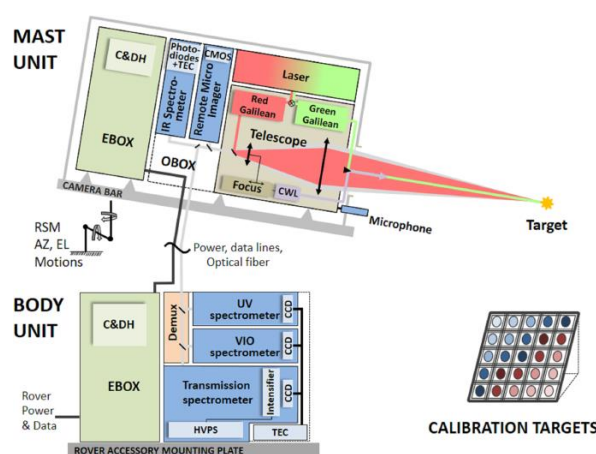 MAST
UNIT
C&DH
EBOX
Photo-
diodes
+TEC
CMOS
IR Spectro-
meter
Remote Micro
Imager
OBOX
Laser
Red
Galilean
Green
Galilean
Telescope
Focus
CWL
Microphone
Target
CAMERA BAR
RSM
AZ, EL
Motions
Power, data lines,
Optical fiber
BODY
UNIT
C&DH
EBOX
Demux
UV
spectrometer
CCD
VIO
spectrometer
CCD
Transmission
spectrometer
Intensifier
CCD
HVPS
TEC
Rover
Power
& Data
ROVER ACCESSORY MOUNTING PLATE
CALIBRATION TARGETS